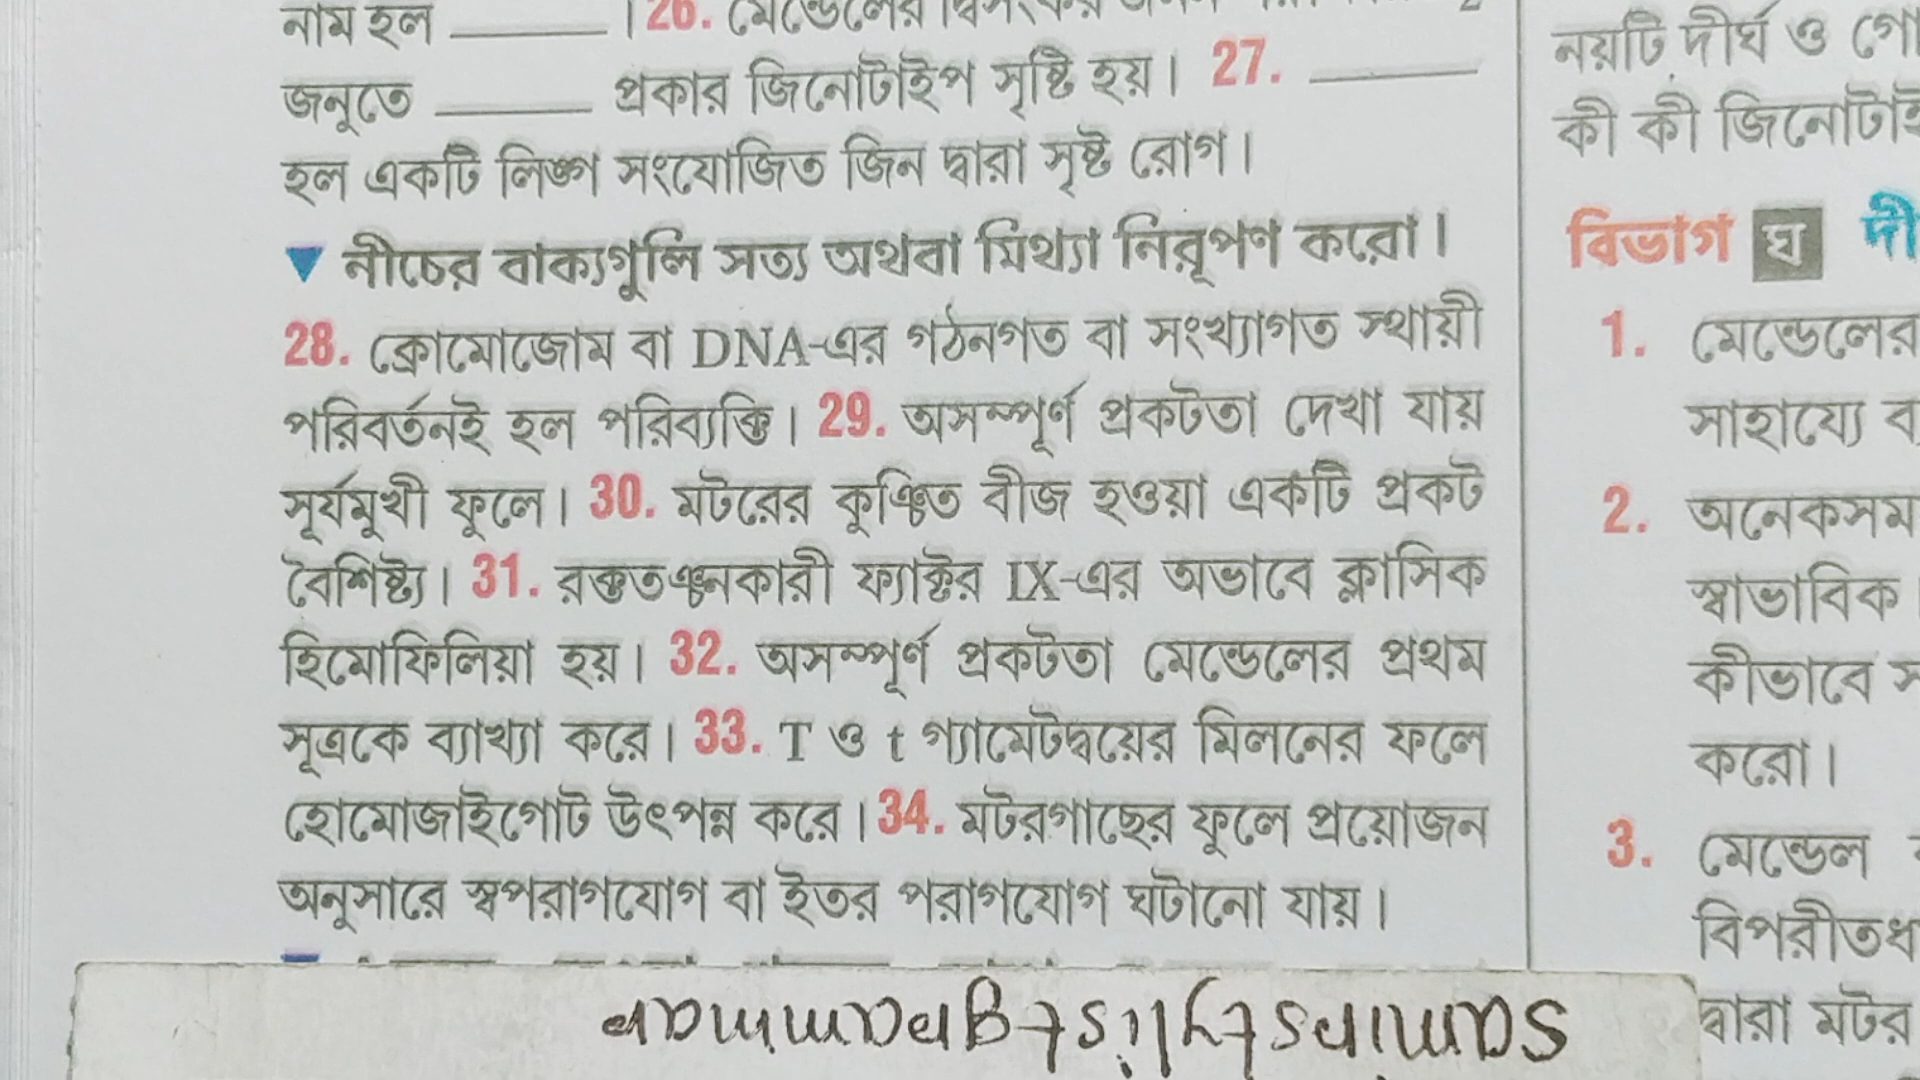 নাম হল ______ । 26. মেন্ডেলের দ্বিসংকর
জনুতে ______ প্রকার জিনোটাইপ সৃষ্টি হয়। 27. ______
হল একটি লিঙ্গ সংযোজিত জিন দ্বারা সৃষ্ট রোগ।
▼ নীচের বাক্যগুলি সত্য অথবা মিথ্যা নিরূপণ করো।
28. ক্রোমোজোম বা DNA-এর গঠনগত বা সংখ্যাগত স্থায়ী
পরিবর্তনই হল পরিব্যক্তি। 29. অসম্পূর্ণ প্রকটতা দেখা যায়
সূর্যমুখী ফুলে। 30. মটরের কুঞ্চিত বীজ হওয়া একটি প্রকট
বৈশিষ্ট্য। 31. রক্ততঞ্চনকারী ফ্যাক্টর IX-এর অভাবে ক্লাসিক
হিমোফিলিয়া হয়। 32. অসম্পূর্ণ প্রকটতা মেন্ডেলের প্রথম
সূত্রকে ব্যাখ্যা করে। 33. T ও t গ্যামেটদ্বয়ের মিলনের ফলে
হোমোজাইগোট উৎপন্ন করে। 34. মটরগাছের ফুলে প্রয়োজন
অনুসারে স্বপরাগযোগ বা ইতর পরাগযোগ ঘটানো যায়।
নয়টি দীর্ঘ ও গো
কী কী জিনোটাই
বিভাগ ঘ দী
1. মেন্ডেলের
সাহায্যে ব
2. অনেকসম
স্বাভাবিক
কীভাবে স
করো।
3. মেন্ডেল
বিপরীতধ
দ্বারা মটর
samirstylistgrammar